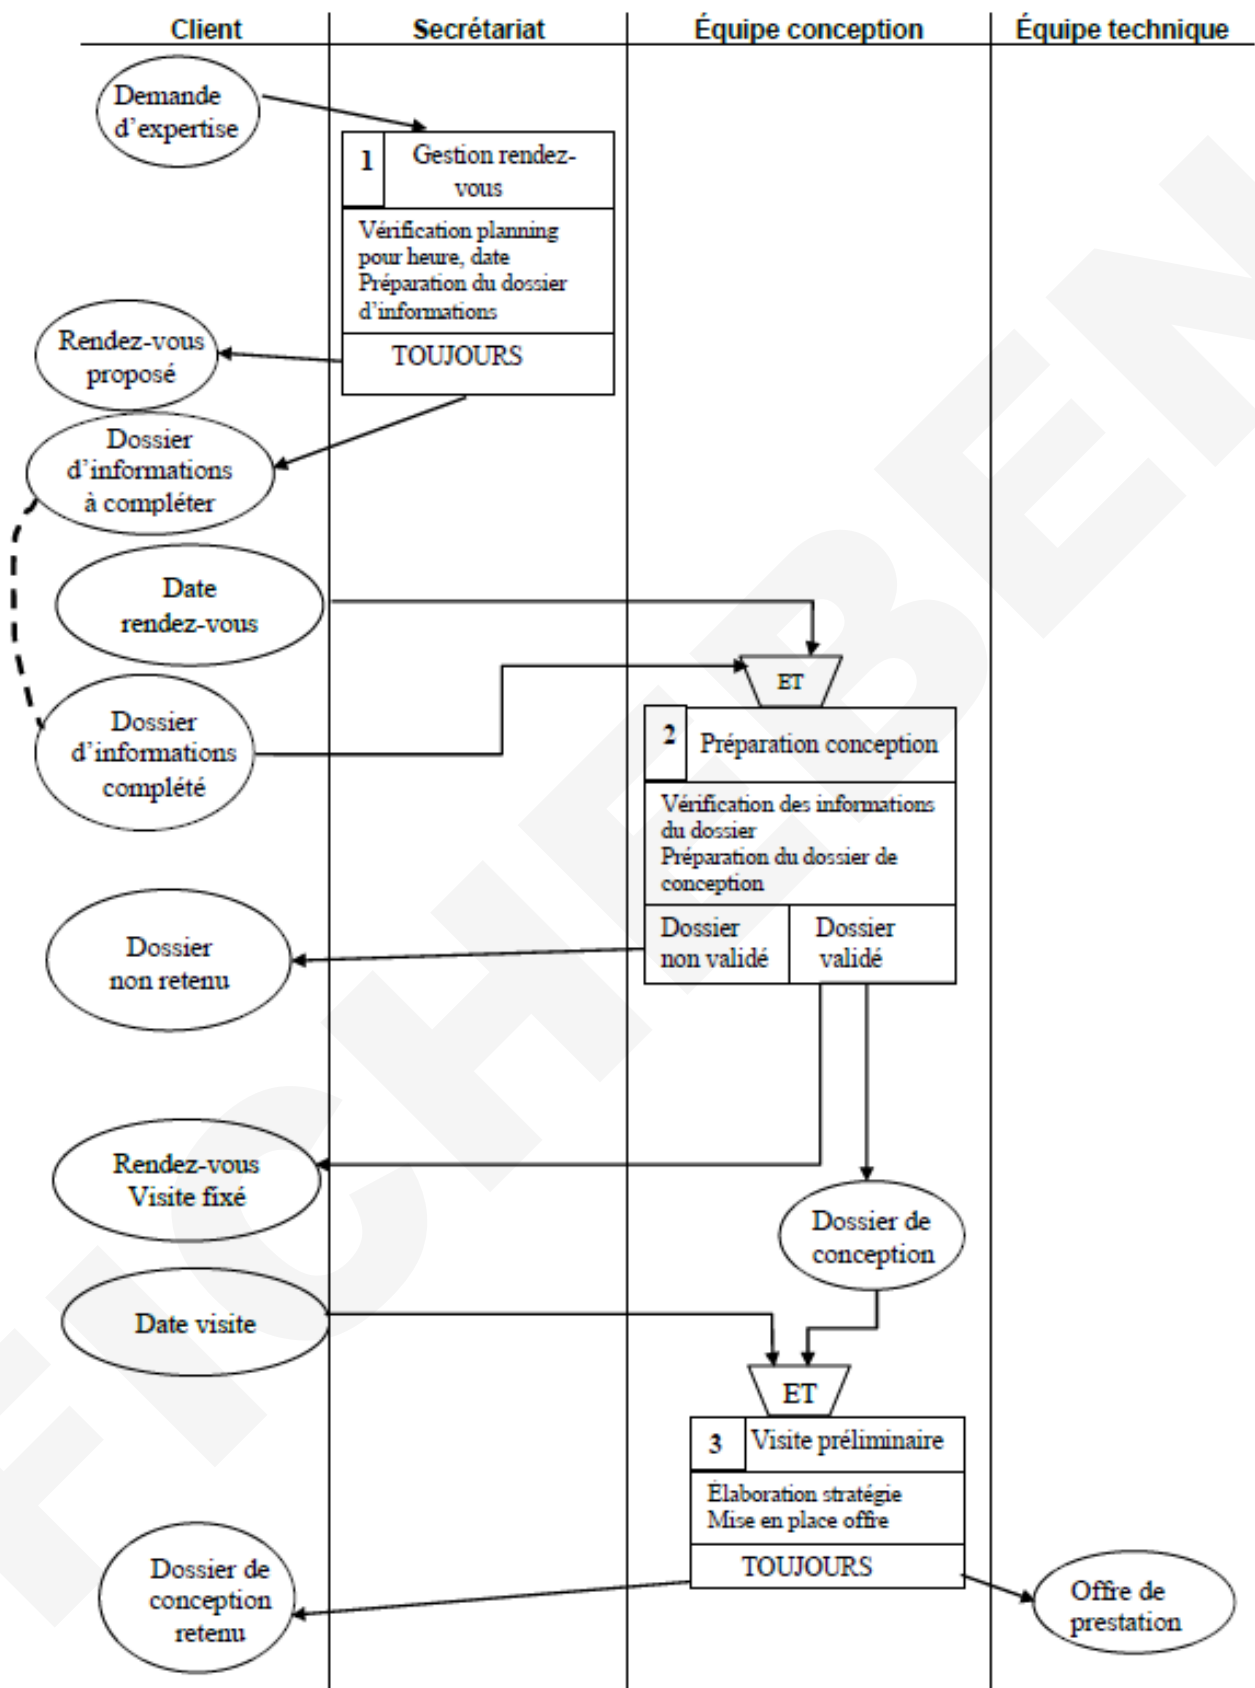 Client
Secrétariat
Équipe conception
Équipe technique
Demande
d'expertise
1
Gestion rendez-
vous
Vérification planning
pour heure, date
Préparation du dossier
d'informations
TOUJOURS
Rendez-vous
proposé
Dossier
d'informations
à compléter
Date
rendez-vous
ET
Dossier
d'informations
complété
2
Préparation conception
Vérification des informations
du dossier
Préparation du dossier de
conception
Dossier
non validé
Dossier
validé
Dossier
non retenu
Rendez-vous
Visite fixé
Dossier de
conception
Date visite
ET
3
Visite préliminaire
Élaboration stratégie
Mise en place offre
TOUJOURS
Dossier de
conception
retenu
Offre de
prestation
FICHEBEN